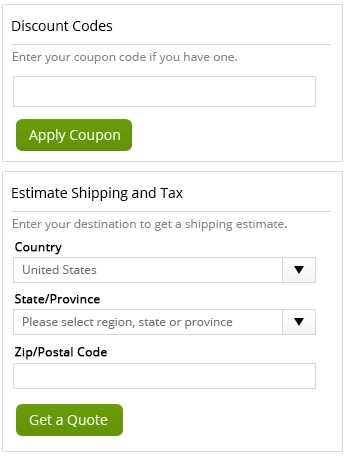 Discount Codes
Enter your coupon code if you have one.
Apply Coupon
Estimate Shipping and Tax
Enter your destination to get a shipping estimate.
Country
United States
State/Province
Please select region, state or province
Zip/Postal Code
Get a Quote